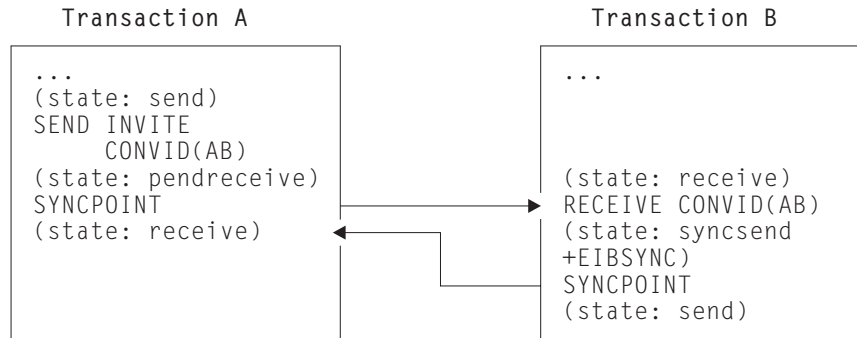 Transaction A
...
(state: send)
SEND INVITE
CONVID(AB)
(state: pendreceive)
SYNCPOINT
(state: receive)
Transaction B
...
(state: receive)
RECEIVE CONVID(AB)
(state: syncsend
+EIBSYNC)
SYNCPOINT
(state: send)